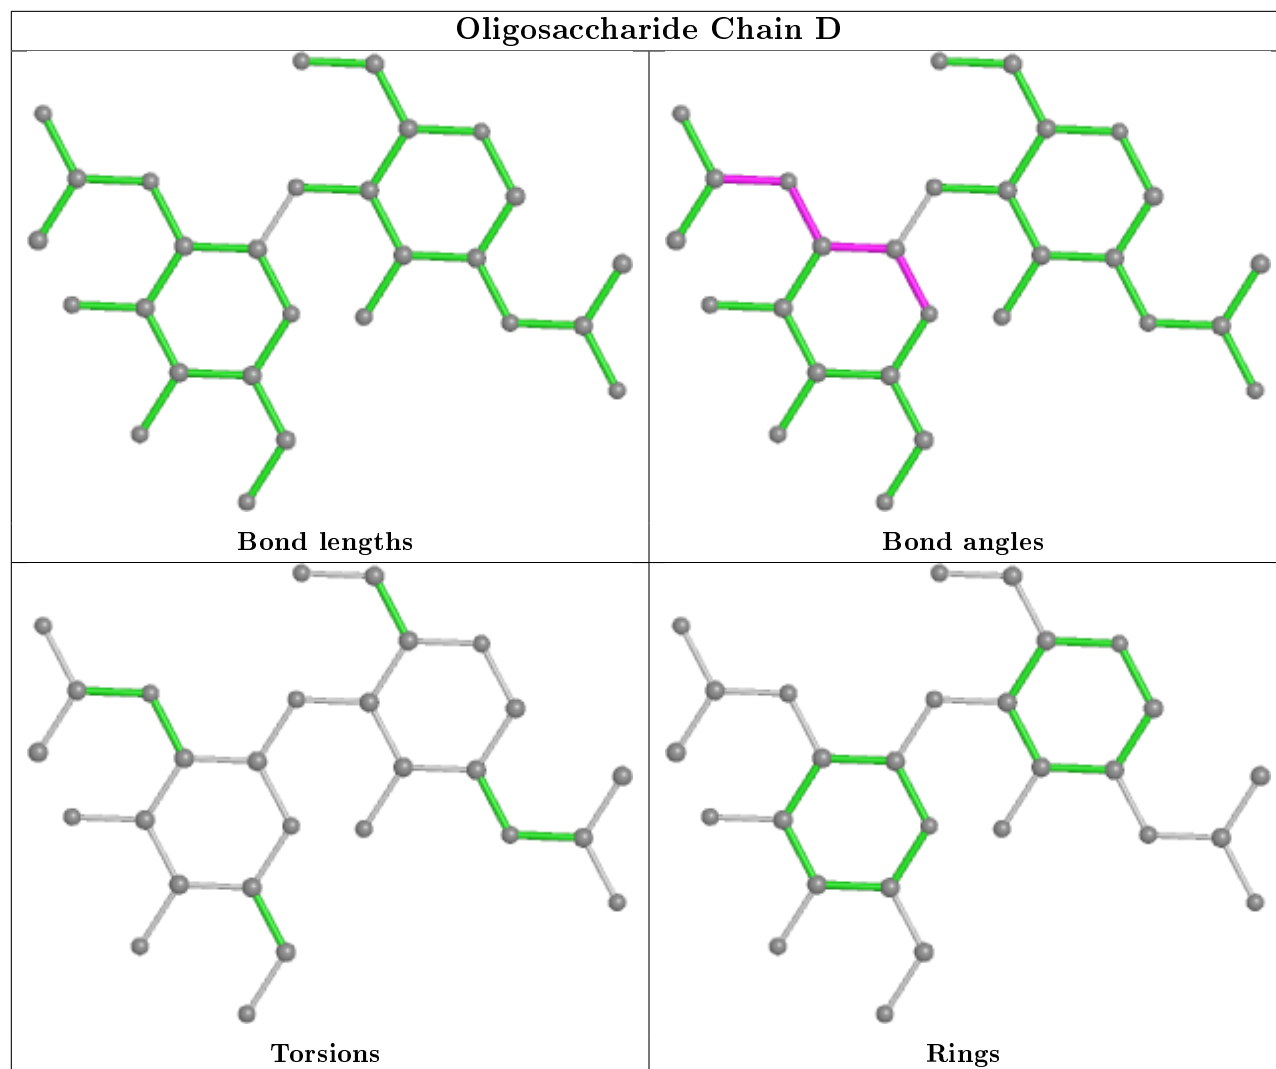 Oligosaccharide Chain D
Bond lengths
Bond angles
Torsions
Rings